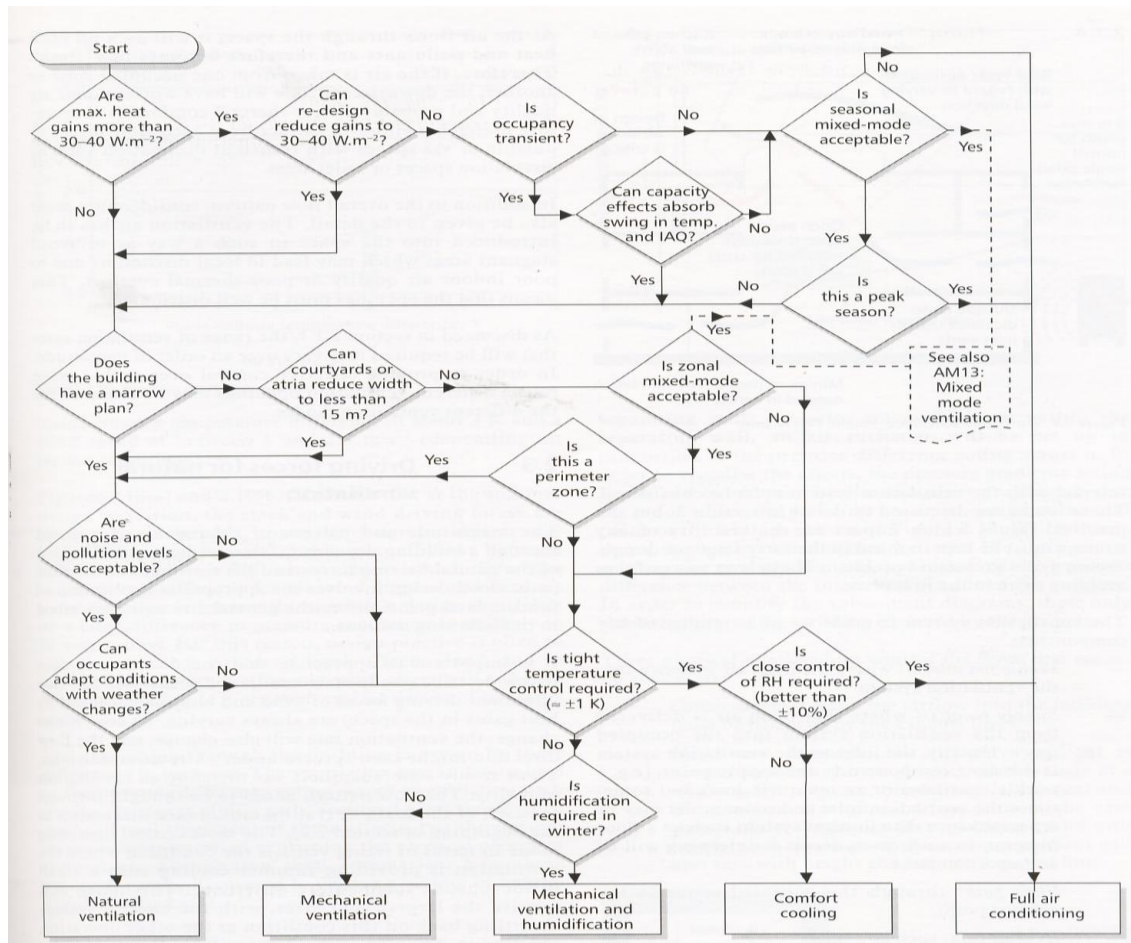 Start
Are
max. heat
gains more than
30–40 W.m⁻²?
Yes
No
Can
re-design
reduce gains to
30–40 W.m⁻²?
No
Yes
Is
occupancy
transient?
No
Yes
Can capacity
effects absorb
swing in temp.
and IAQ?
No
Yes
Is
seasonal
mixed-mode
acceptable?
No
Yes
Yes
Is
this a peak
season?
No
Yes
See also
AM13:
Mixed
mode
ventilation
Does
the building
have a narrow
plan?
No
Yes
Can
courtyards or
atria reduce width
to less than
15 m?
No
Yes
Is zonal
mixed-mode
acceptable?
Yes
No
Yes
Is
this a
perimeter
zone?
Yes
No
Are
noise and
pollution levels
acceptable?
No
Yes
Can
occupants
adapt conditions
with weather
changes?
No
Yes
Is tight
temperature
control required?
(≈ ±1 K)
Yes
No
Is
close control
of RH required?
(better than
±10%)
Yes
No
Is
humidification
required in
winter?
No
Yes
Natural
ventilation
Mechanical
ventilation
Mechanical
ventilation and
humidification
Comfort
cooling
Full air
conditioning